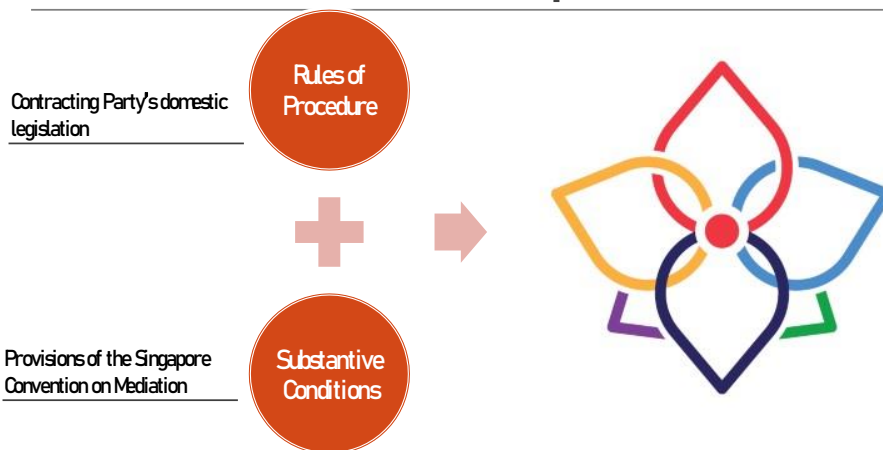 Rules of
Procedure
Contracting Party's domestic
legislation
Provisions of the Singapore
Convention on Mediation
Substantive
Conditions